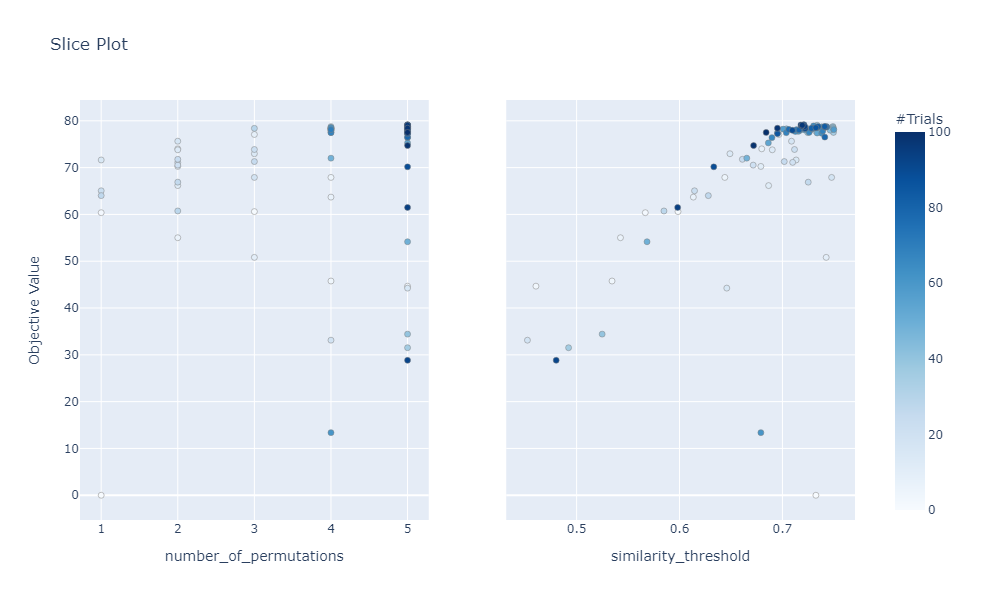 Slice Plot
#Trials
Objective Value
80
70
60
50
40
30
20
10
0
1 2 3 4 5
number_of_permutations
0.5 0.6 0.7
similarity_threshold
100
80
60
40
20
0